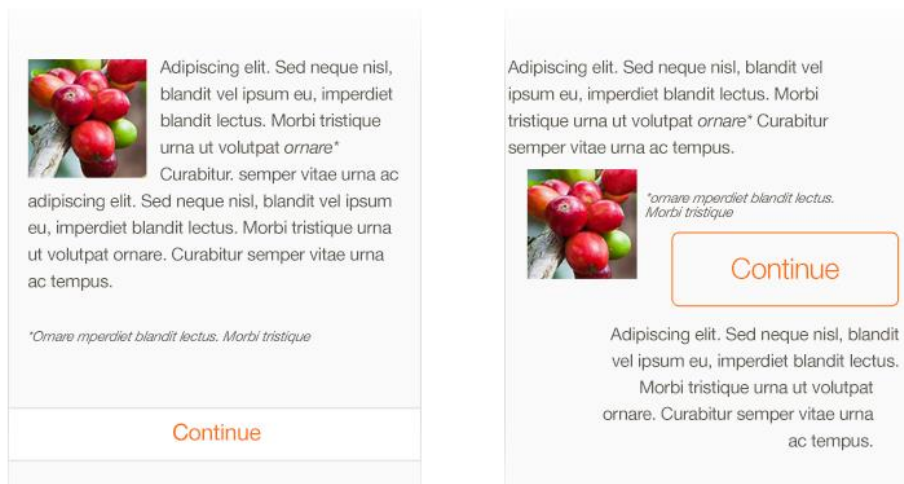 Adipiscing elit. Sed neque nisl,
blandit vel ipsum eu, imperdiet
blandit lectus. Morbi tristique
urna ut volutpat ornare*
Curabitur. semper vitae urna ac
adipiscing elit. Sed neque nisl, blandit vel ipsum
eu, imperdiet blandit lectus. Morbi tristique urna
ut volutpat ornare. Curabitur semper vitae urna
ac tempus.
*Ornare mperdiet blandit lectus. Morbi tristique
Continue
Adipiscing elit. Sed neque nisl, blandit vel
ipsum eu, imperdiet blandit lectus. Morbi
tristique urna ut volutpat ornare* Curabitur
semper vitae urna ac tempus.
*ornare mperdiet blandit lectus.
Morbi tristique
Continue
Adipiscing elit. Sed neque nisl, blandit
vel ipsum eu, imperdiet blandit lectus.
Morbi tristique urna ut volutpat
ornare. Curabitur semper vitae urna
ac tempus.